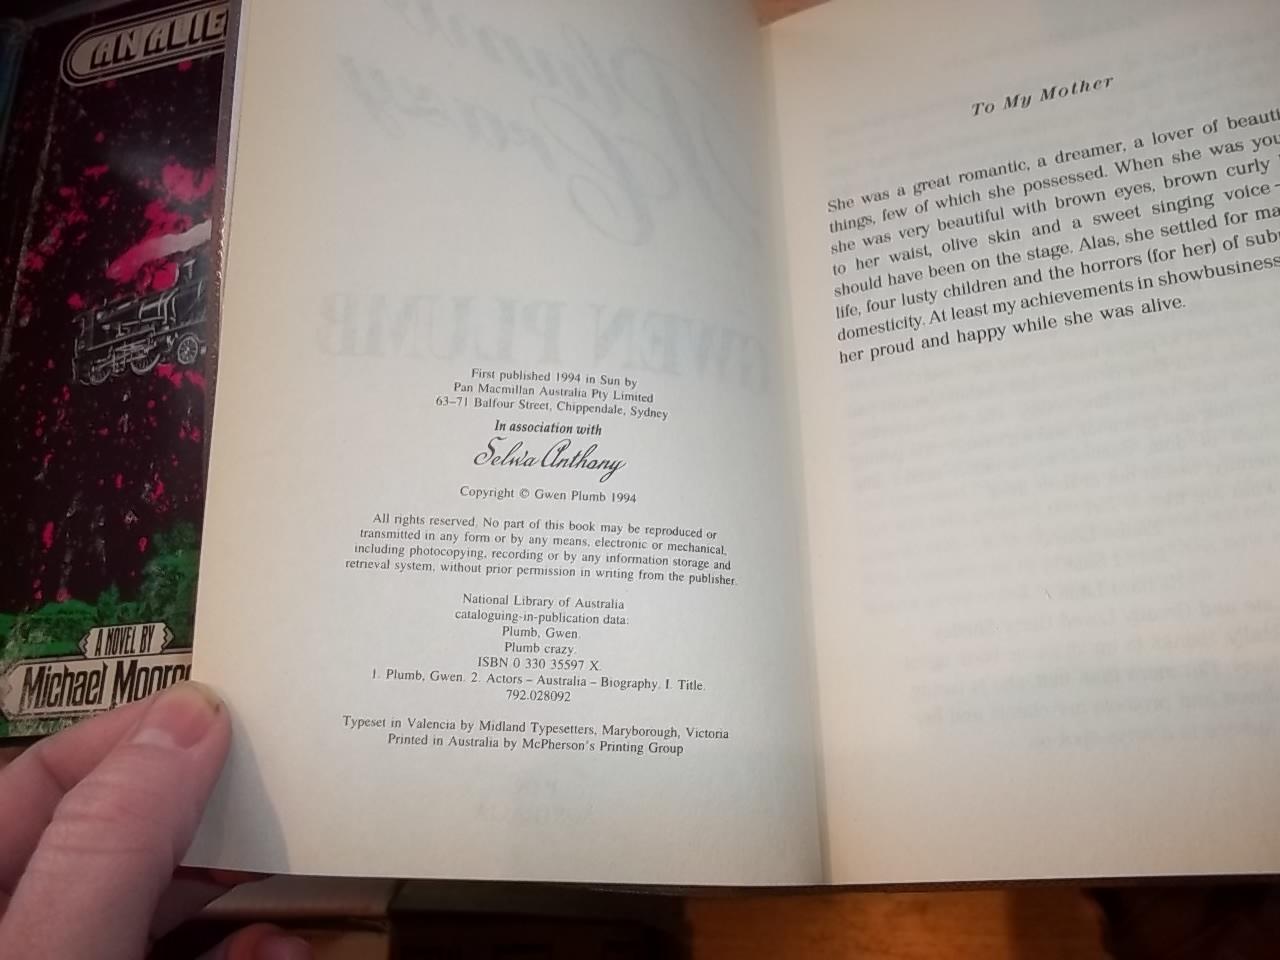 AN ALIE
A NOVEL BY
Michael
First published 1994 in Sun by
Pan Macmillan Australia Pty Limited
63–71 Balfour Street, Chippendale, Sydney
In association with
Selwa Anthony
Copyright © Gwen Plumb 1994
All rights reserved. No part of this book may be reproduced or
transmitted in any form or by any means, electronic or mechanical,
including photocopying, recording or by any information storage and
retrieval system, without prior permission in writing from the publisher.
National Library of Australia
cataloguing-in-publication data:
Plumb, Gwen.
Plumb crazy.
ISBN 0 330 35597 X.
1. Plumb, Gwen. 2. Actors – Australia – Biography. I. Title.
792.028092
Typeset in Valencia by Midland Typesetters, Maryborough, Victoria
Printed in Australia by McPherson's Printing Group
To My Mother
She was a great romantic, a dreamer, a lover of beauti
things, few of which she possessed. When she was you
she was very beautiful with brown eyes, brown curly
to her waist, olive skin and a sweet singing voice –
should have been on the stage. Alas, she settled for ma
life, four lusty children and the horrors (for her) of sub
domesticity. At least my achievements in showbusiness
her proud and happy while she was alive.